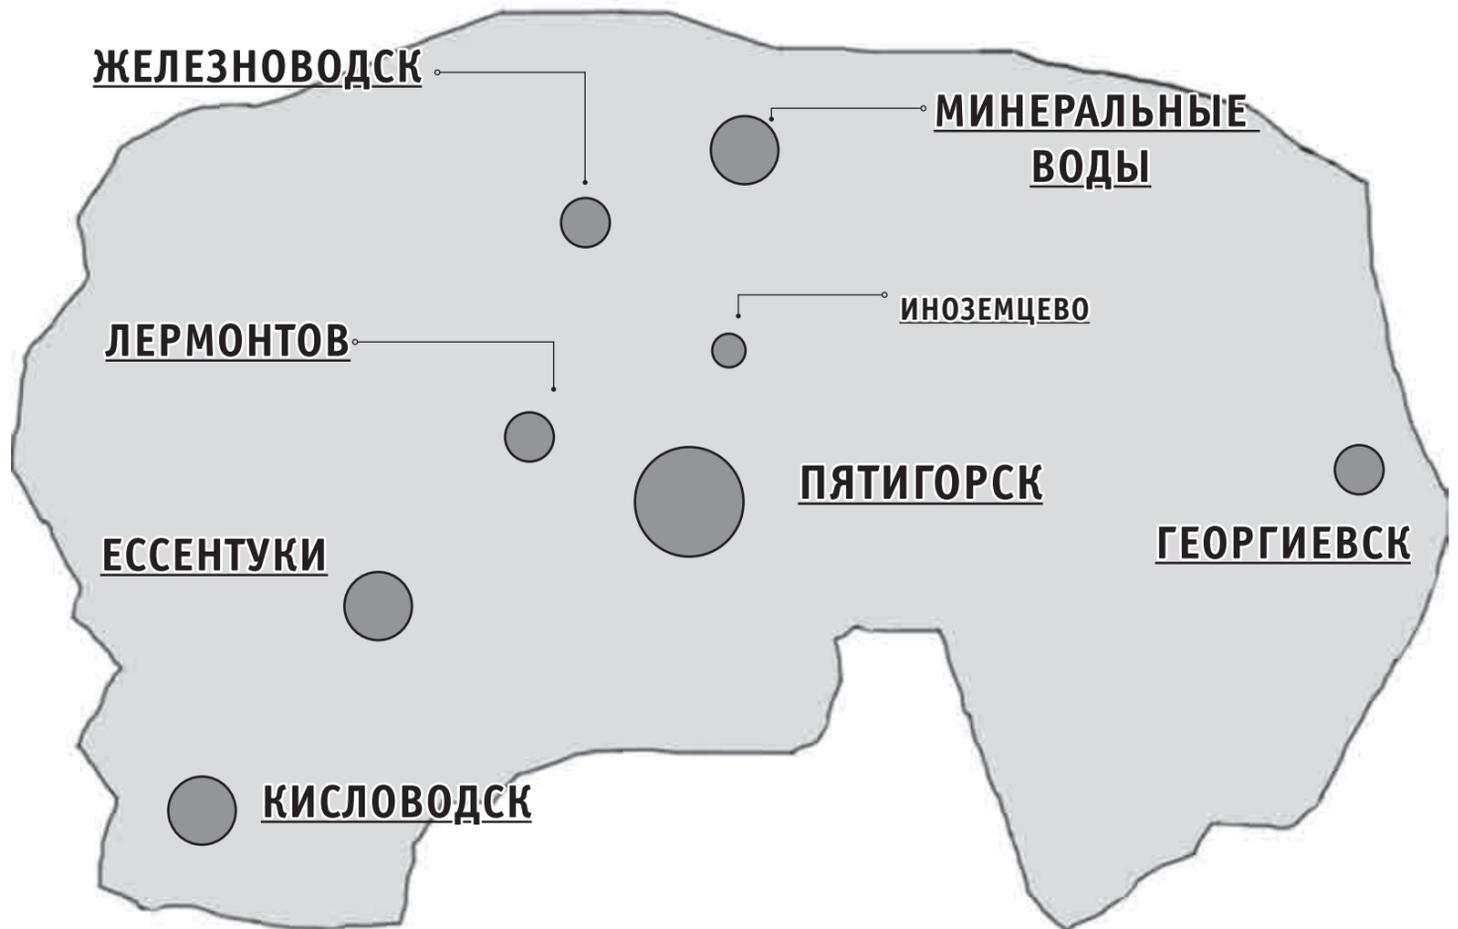 ЖЕЛЕЗНОВОДСК
МИНЕРАЛЬНЫЕ
ВОДЫ
ИНОЗЕМЦЕВО
ЛЕРМОНТОВ
ПЯТИГОРСК
ГЕОРГИЕВСК
ЕССЕНТУКИ
КИСЛОВОДСК